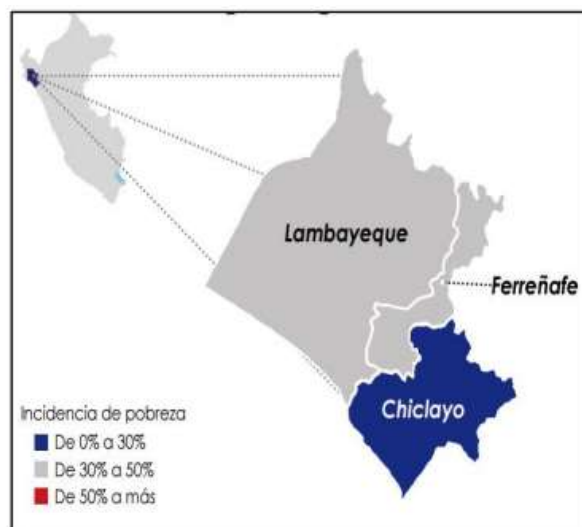 Lambayeque
Ferreñafe
Chiclayo
Incidencia de pobreza
De 0% a 30%
De 30% a 50%
De 50% a más